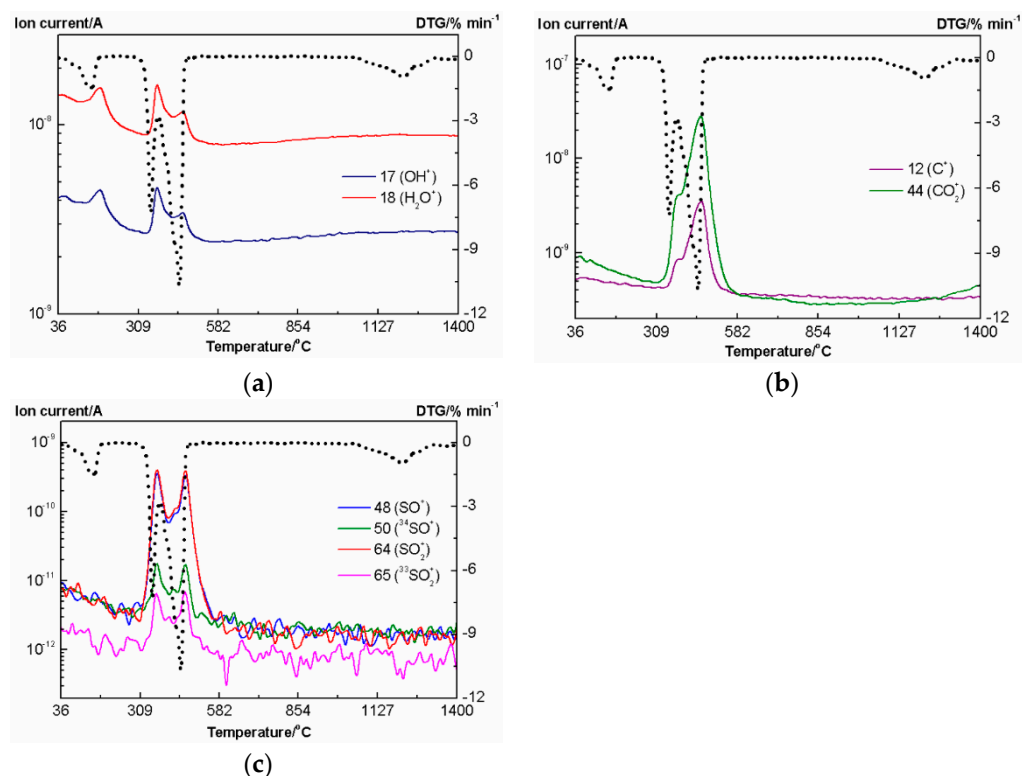 Ion current/A
DTG/% min⁻¹
10⁻⁸
10⁻⁹
0
-3
-6
-9
-12
17 (OH⁺)
18 (H₂O⁺)
36 309 582 854 1127 1400
Temperature/°C
(a)
Ion current/A
DTG/% min⁻¹
10⁻⁷
10⁻⁸
10⁻⁹
0
-3
-6
-9
-12
12 (C⁺)
44 (CO₂⁺)
36 309 582 854 1127 1400
Temperature/°C
(b)
Ion current/A
DTG/% min⁻¹
10⁻⁹
10⁻¹⁰
10⁻¹¹
10⁻¹²
0
-3
-6
-9
-12
48 (SO⁺)
50 (³⁴SO⁺)
64 (SO₂⁺)
65 (³³SO₂⁺)
36 309 582 854 1127 1400
Temperature/°C
(c)